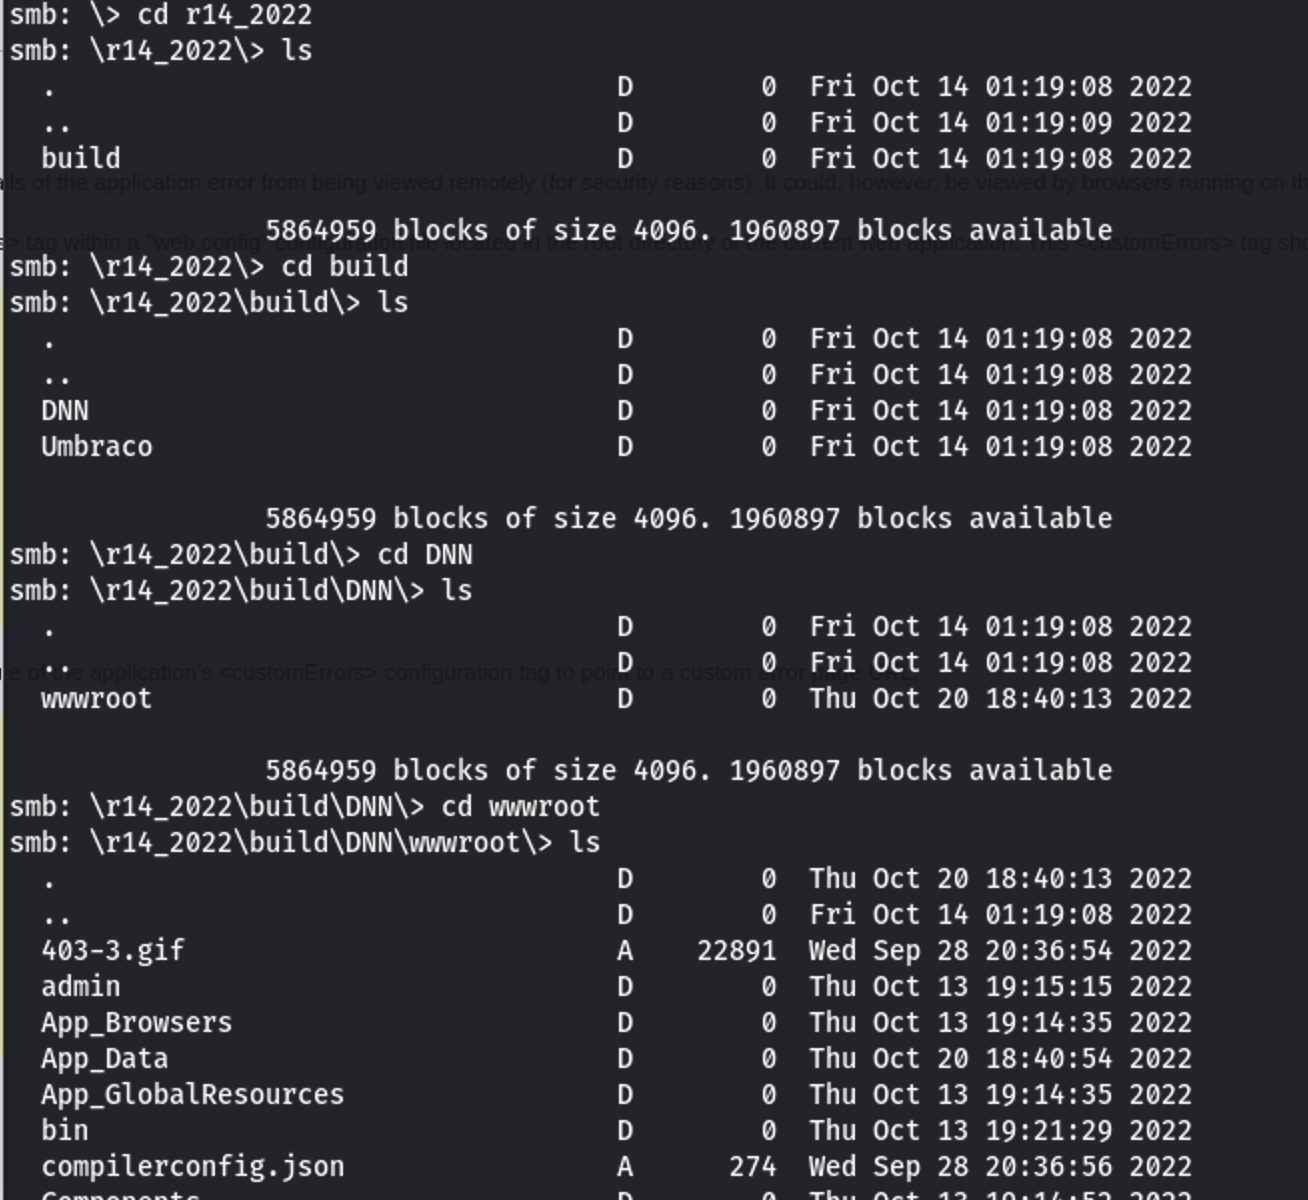 smb: \> cd r14_2022
smb: \r14_2022\> ls
. D 0 Fri Oct 14 01:19:08 2022
.. D 0 Fri Oct 14 01:19:09 2022
build D 0 Fri Oct 14 01:19:08 2022
of the application error from being viewed remotely (for security reasons). It could, however, be viewed by browsers running on
5864959 blocks of size 4096. 1960897 blocks available
> tag within a "web.config" configuration file located in the root directory of the current web application. This <customErrors> tag
smb: \r14_2022\> cd build
smb: \r14_2022\build\> ls
. D 0 Fri Oct 14 01:19:08 2022
.. D 0 Fri Oct 14 01:19:08 2022
DNN D 0 Fri Oct 14 01:19:08 2022
Umbraco D 0 Fri Oct 14 01:19:08 2022
5864959 blocks of size 4096. 1960897 blocks available
smb: \r14_2022\build\> cd DNN
smb: \r14_2022\build\DNN\> ls
. D 0 Fri Oct 14 01:19:08 2022
.. D 0 Fri Oct 14 01:19:08 2022
of the application's <customErrors> configuration tag to point to a custom error page URL.
wwwroot D 0 Thu Oct 20 18:40:13 2022
5864959 blocks of size 4096. 1960897 blocks available
smb: \r14_2022\build\DNN\> cd wwwroot
smb: \r14_2022\build\DNN\wwwroot\> ls
. D 0 Thu Oct 20 18:40:13 2022
.. D 0 Fri Oct 14 01:19:08 2022
403-3.gif A 22891 Wed Sep 28 20:36:54 2022
admin D 0 Thu Oct 13 19:15:15 2022
App_Browsers D 0 Thu Oct 13 19:14:35 2022
App_Data D 0 Thu Oct 20 18:40:54 2022
App_GlobalResources D 0 Thu Oct 13 19:14:35 2022
bin D 0 Thu Oct 13 19:21:29 2022
compilerconfig.json A 274 Wed Sep 28 20:36:56 2022